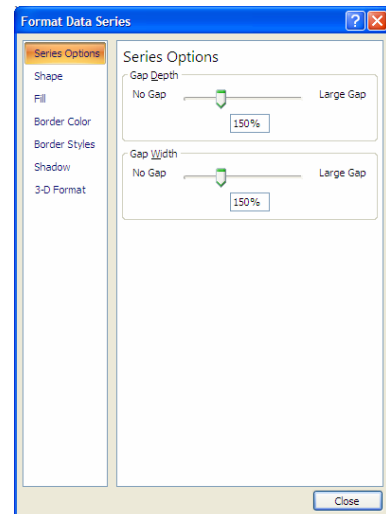 Format Data Series
Series Options
Shape
Fill
Border Color
Border Styles
Shadow
3-D Format
Series Options
Gap Depth
No Gap Large Gap
150%
Gap Width
No Gap Large Gap
150%
Close